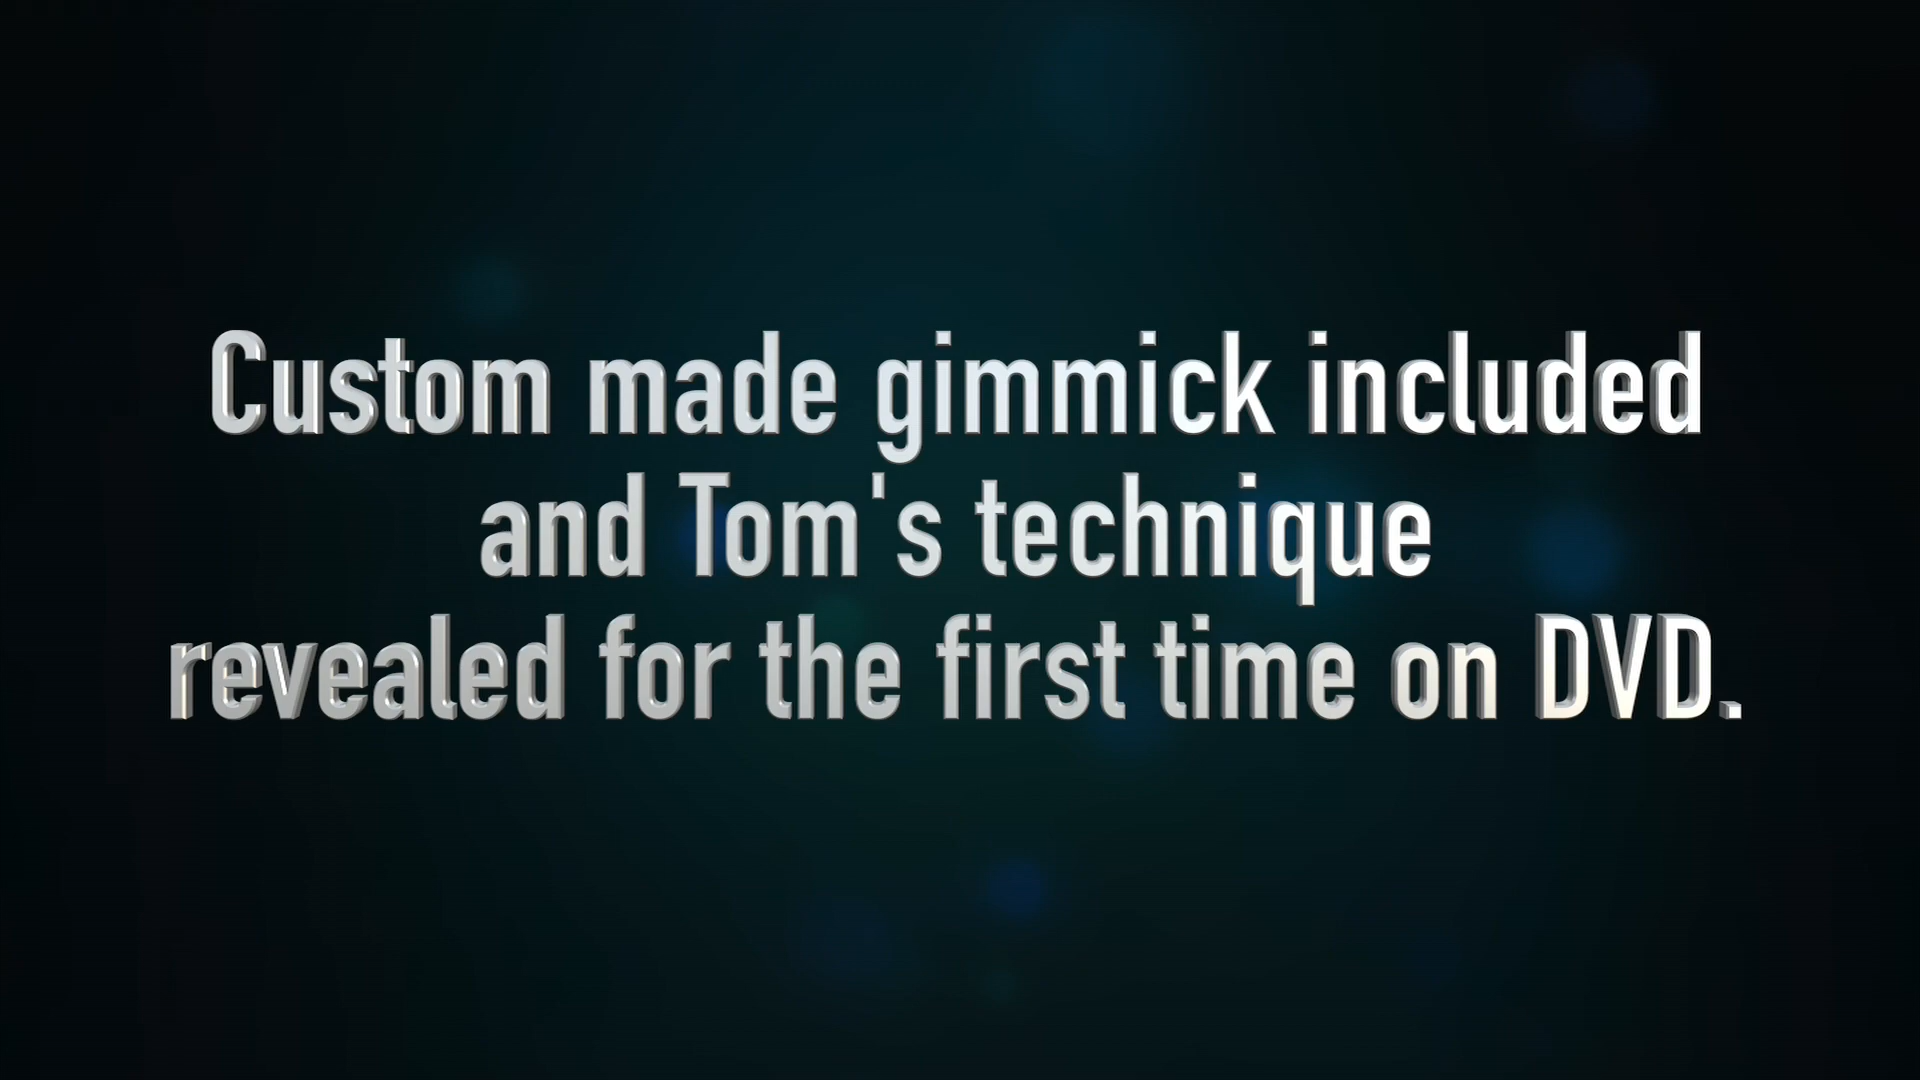 Custom made gimmick included
and Tom's technique
revealed for the first time on DVD.